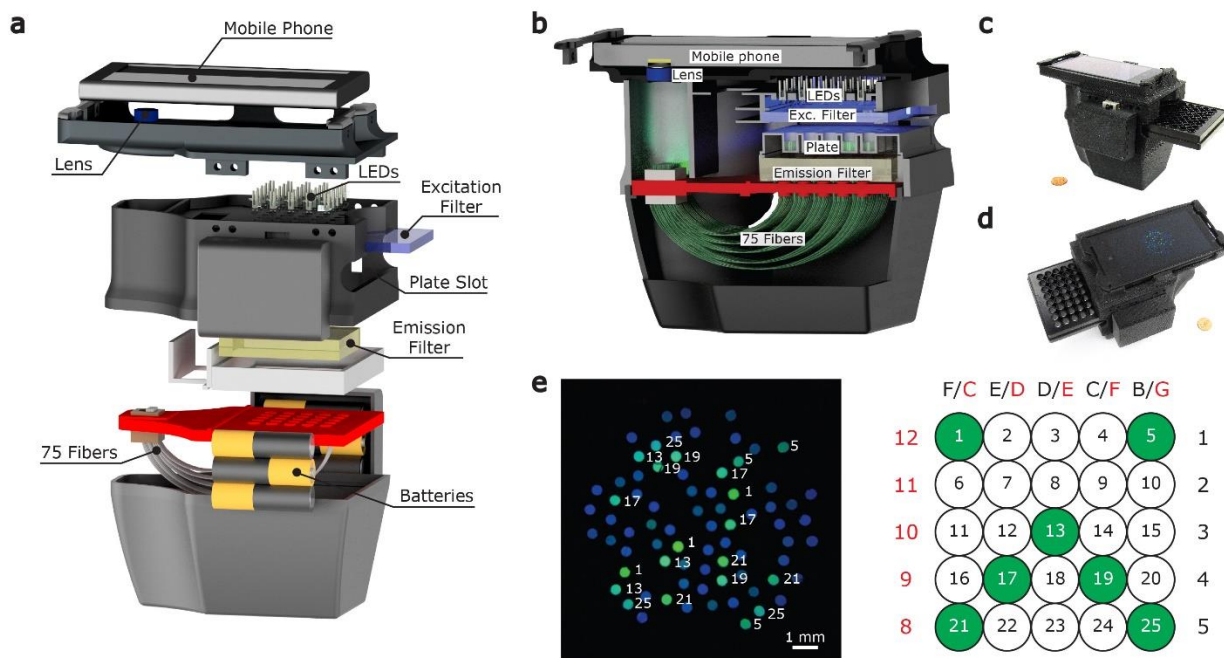 a
Mobile Phone
Lens
LEDs
Excitation
Filter
Plate Slot
Emission
Filter
75 Fibers
Batteries
b
Mobile phone
Lens
LEDs
Exc. Filter
Plate
Emission Filter
75 Fibers
c
d
e
25
5
13
19
5
19
17
17
1
17
1
13
21
1
19
21
13
21
25
25
5
1 mm
F/C E/D D/E C/F B/G
12 1 2 3 4 5 1
11 6 7 8 9 10 2
10 11 12 13 14 15 3
9 16 17 18 19 20 4
8 21 22 23 24 25 5